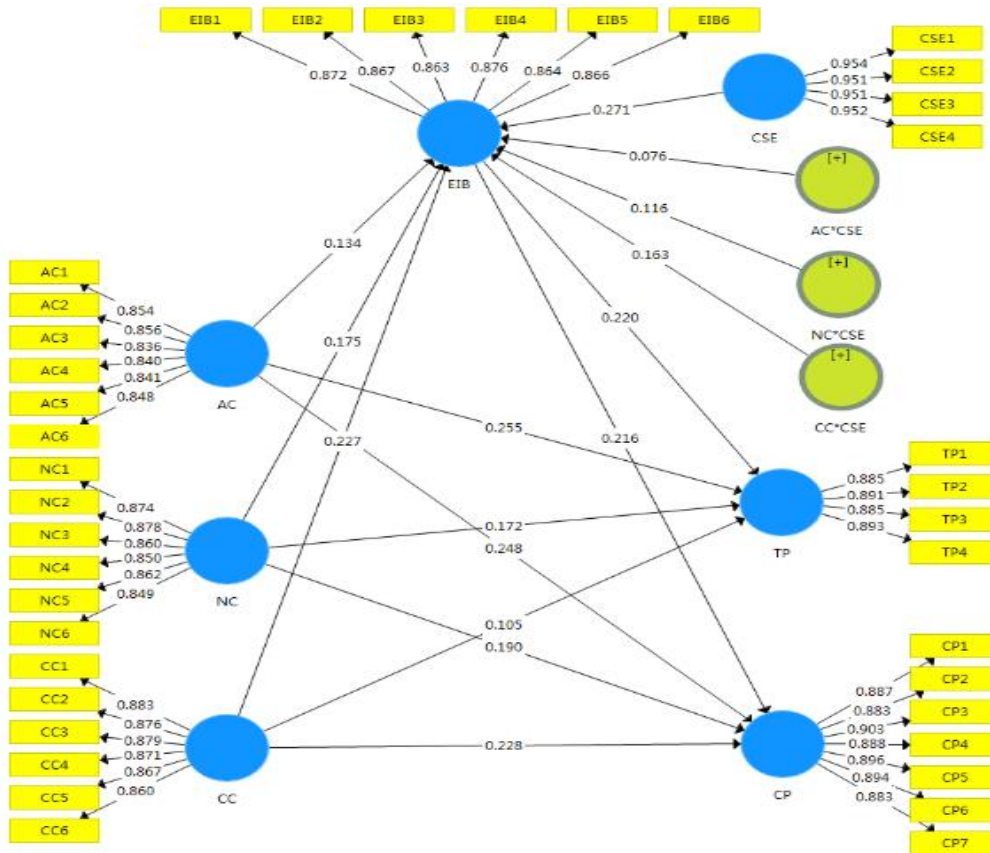 EIB1 EIB2 EIB3 EIB4 EIB5 EIB6
0.872 0.867 0.863 0.876 0.864 0.866
EIB
CSE1
CSE2
CSE3
CSE4
0.954
0.951
0.951
0.952
CSE
0.271
0.076
[+]
AC*CSE
0.116
[+]
NC*CSE
0.163
[+]
CC*CSE
0.134
0.175
0.227
0.220
0.216
AC1
AC2
AC3
AC4
AC5
AC6
0.854
0.856
0.836
0.840
0.841
0.848
AC
0.255
0.248
NC1
NC2
NC3
NC4
NC5
NC6
0.874
0.878
0.860
0.850
0.862
0.849
NC
0.172
0.190
CC1
CC2
CC3
CC4
CC5
CC6
0.883
0.876
0.879
0.871
0.867
0.860
CC
0.105
0.228
TP1
TP2
TP3
TP4
0.885
0.891
0.885
0.893
TP
CP1
CP2
CP3
CP4
CP5
CP6
CP7
0.887
0.883
0.903
0.888
0.896
0.894
0.883
CP